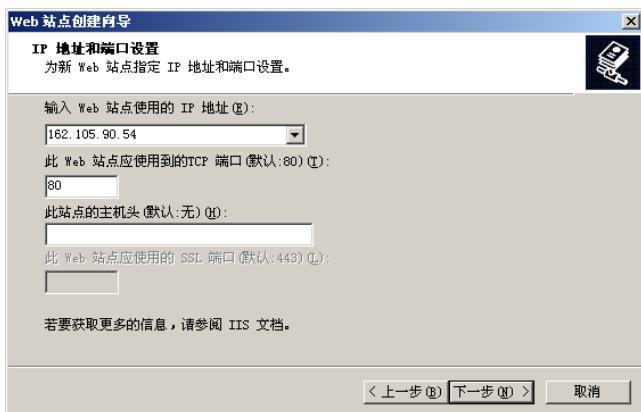 Web 站点创建向导
IP 地址和端口设置
为新 Web 站点指定 IP 地址和端口设置。
输入 Web 站点使用的 IP 地址(E):
162.105.90.54
此 Web 站点应使用到的TCP 端口(默认:80)(T):
80
此站点的主机头(默认:无)(H):
此 Web 站点应使用的 SSL 端口(默认:443)(L):
若要获取更多的信息，请参阅 IIS 文档。
< 上一步(B) 下一步(N) > 取消